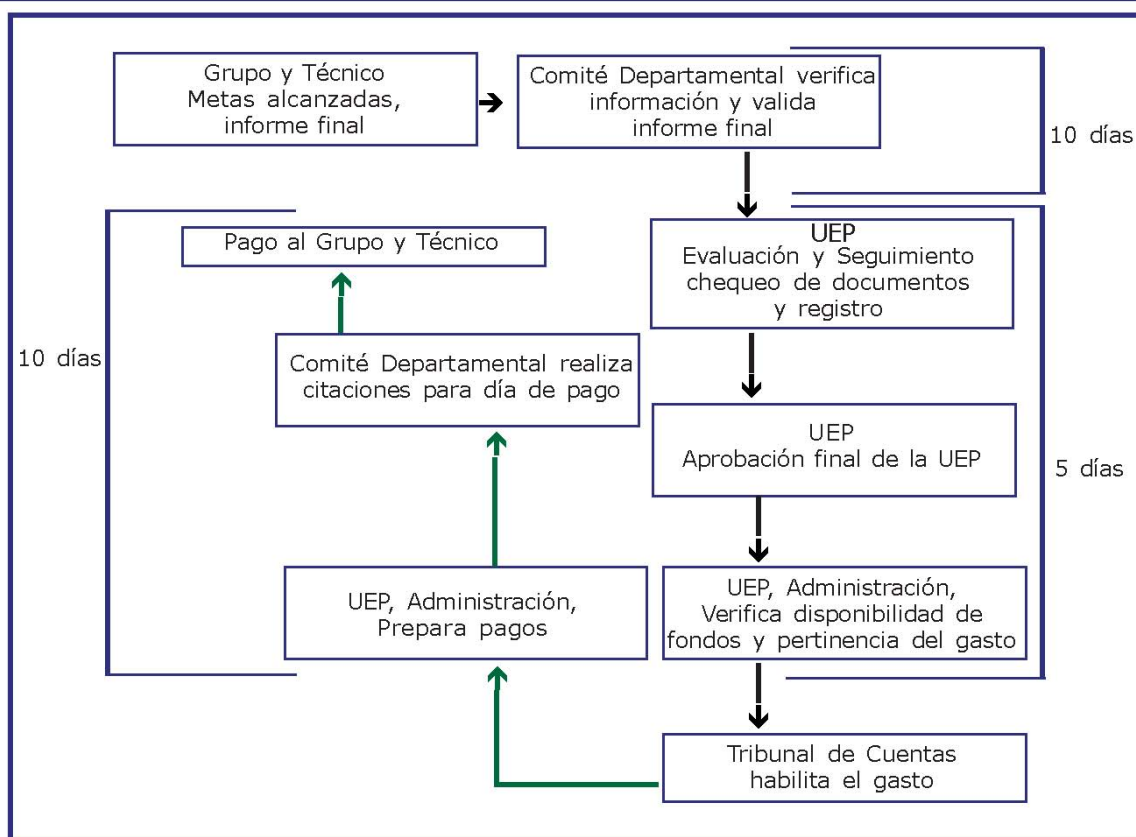 Grupo y Técnico
Metas alcanzadas,
informe final
Comité Departamental verifica
información y valida
informe final
10 días
UEP
Evaluación y Seguimiento
chequeo de documentos
y registro
UEP
Aprobación final de la UEP
5 días
UEP, Administración,
Verifica disponibilidad de
fondos y pertinencia del gasto
Tribunal de Cuentas
habilita el gasto
UEP, Administración,
Prepara pagos
Comité Departamental realiza
citaciones para día de pago
Pago al Grupo y Técnico
10 días